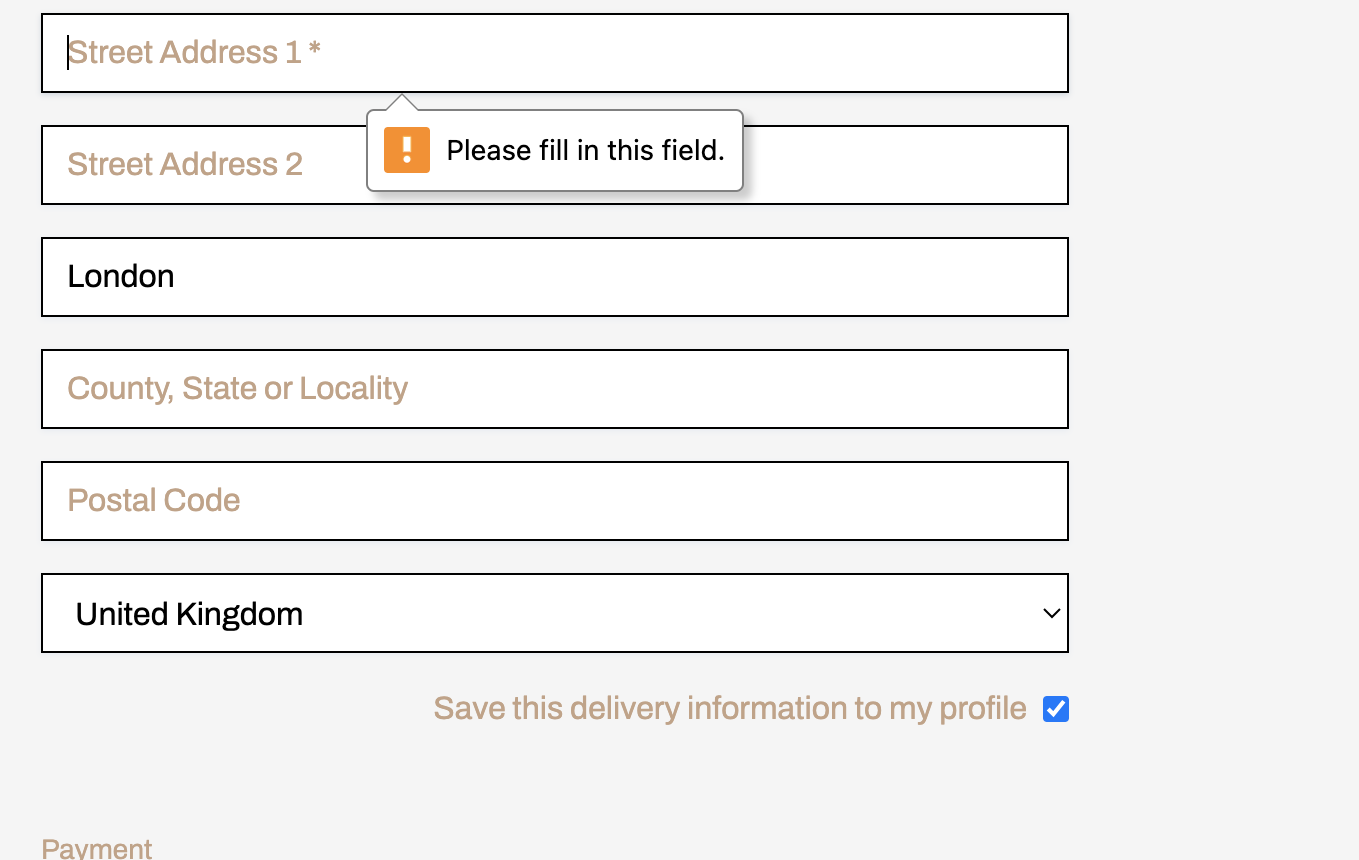 Street Address 1 *
Please fill in this field.
Street Address 2
London
County, State or Locality
Postal Code
United Kingdom
Save this delivery information to my profile
Payment